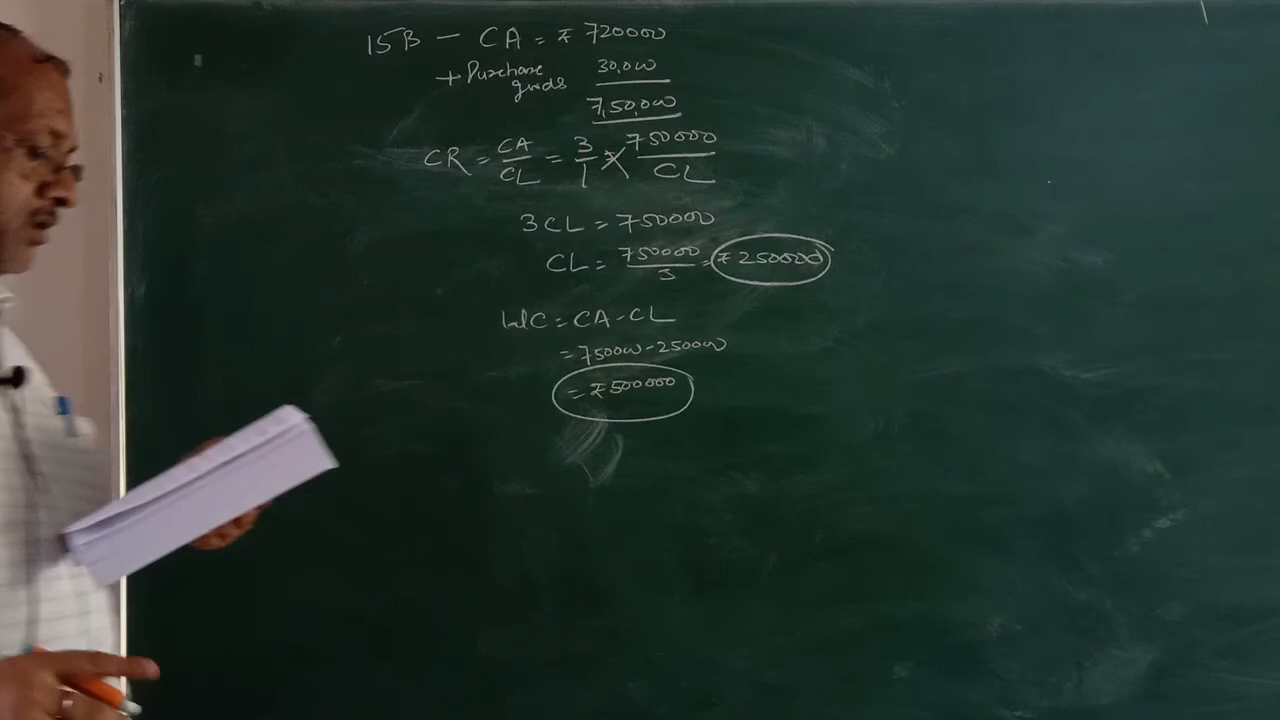 15B - CA = ₹ 720000
+ Purchase goods 30,000
7,50,000
CR = CA/CL = 3/1 = 750000/CL
3CL = 750000
CL = 750000/3 = ₹ 250000
WC = CA - CL
= 750000 - 250000
= ₹ 500000